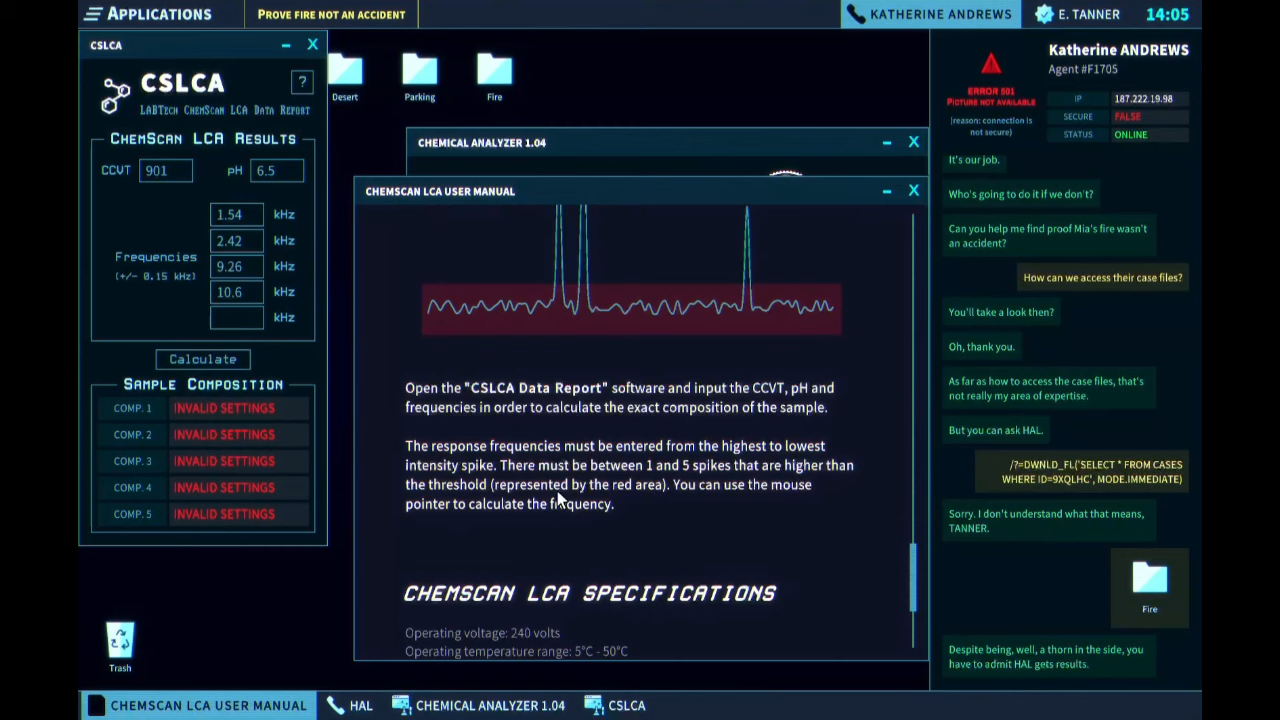 APPLICATIONS
PROVE FIRE NOT AN ACCIDENT
KATHERINE ANDREWS
E. TANNER
14:05
CSLCA
CSLCA
?
LABTECH CHEMSCAN LCA DATA REPORT
CHEMSCAN LCA RESULTS
CCVT 901 pH 6.5
1.54 kHz
2.42 kHz
Frequencies
(+/- 0.15 kHz)
9.26 kHz
10.6 kHz
kHz
Calculate
SAMPLE COMPOSITION
COMP. 1 INVALID SETTINGS
COMP. 2 INVALID SETTINGS
COMP. 3 INVALID SETTINGS
COMP. 4 INVALID SETTINGS
COMP. 5 INVALID SETTINGS
Desert
Parking
Fire
Trash
CHEMICAL ANALYZER 1.04
CHEMSCAN LCA USER MANUAL
Open the "CSLCA Data Report" software and input the CCVT, pH and
frequencies in order to calculate the exact composition of the sample.
The response frequencies must be entered from the highest to lowest
intensity spike. There must be between 1 and 5 spikes that are higher than
the threshold (represented by the red area). You can use the mouse
pointer to calculate the frequency.
CHEMSCAN LCA SPECIFICATIONS
Operating voltage: 240 volts
Operating temperature range: 5°C - 50°C
Katherine ANDREWS
Agent #F1705
ERROR 501
PICTURE NOT AVAILABLE
(reason: connection is
not secure)
IP 187.222.19.98
SECURE FALSE
STATUS ONLINE
It's our job.
Who's going to do it if we don't?
Can you help me find proof Mia's fire wasn't
an accident?
How can we access their case files?
You'll take a look then?
Oh, thank you.
As far as how to access the case files, that's
not really my area of expertise.
But you can ask HAL.
/?=DWNLD_FL('SELECT * FROM CASES
WHERE ID=9XQLHC', MODE.IMMEDIATE)
Sorry. I don't understand what that means,
TANNER.
Fire
Despite being, well, a thorn in the side, you
have to admit HAL gets results.
CHEMSCAN LCA USER MANUAL
HAL
CHEMICAL ANALYZER 1.04
CSLCA